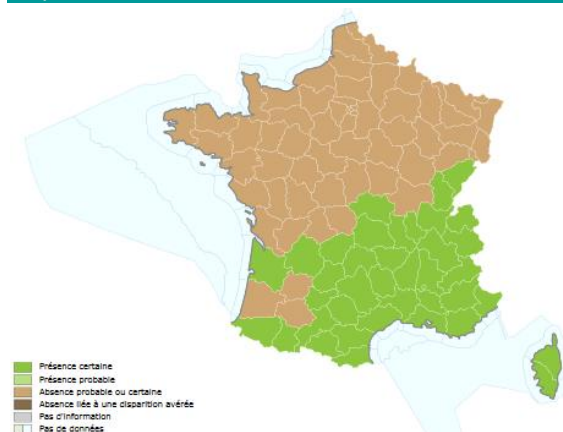 Présence certaine
Présence probable
Absence probable ou certaine
Absence liée à une disparition avérée
Pas d'information
Pas de données